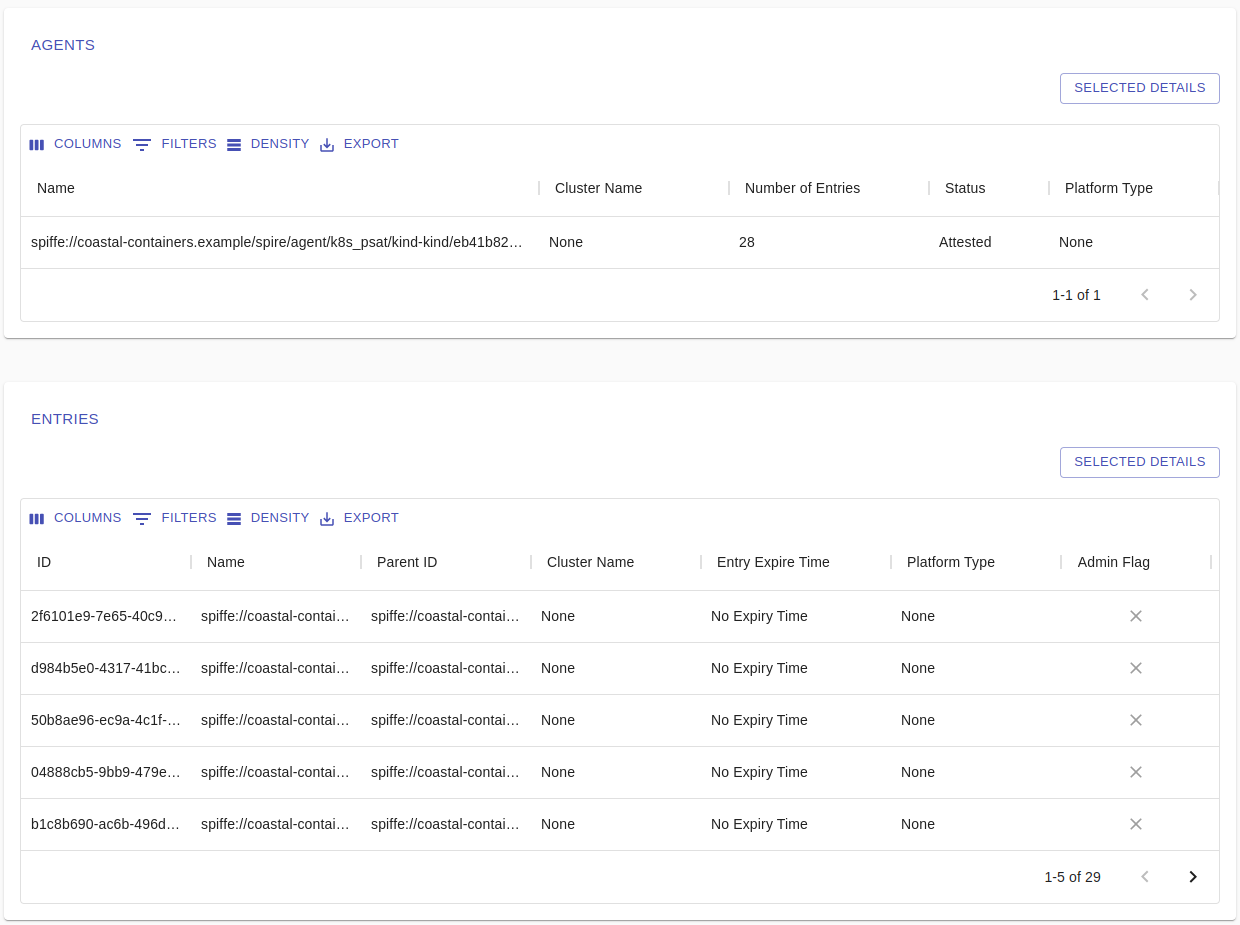 AGENTS
SELECTED DETAILS
COLUMNS FILTERS DENSITY EXPORT
Name Cluster Name Number of Entries Status Platform Type
spiffe://coastal-containers.example/spire/agent/k8s_psat/kind-kind/eb41b82... None 28 Attested None
1-1 of 1
ENTRIES
SELECTED DETAILS
COLUMNS FILTERS DENSITY EXPORT
ID Name Parent ID Cluster Name Entry Expire Time Platform Type Admin Flag
2f6101e9-7e65-40c9... spiffe://coastal-contai... spiffe://coastal-contai... None No Expiry Time None
d984b5e0-4317-41bc... spiffe://coastal-contai... spiffe://coastal-contai... None No Expiry Time None
50b8ae96-ec9a-4c1f-... spiffe://coastal-contai... spiffe://coastal-contai... None No Expiry Time None
04888cb5-9bb9-479e... spiffe://coastal-contai... spiffe://coastal-contai... None No Expiry Time None
b1c8b690-ac6b-496d... spiffe://coastal-contai... spiffe://coastal-contai... None No Expiry Time None
1-5 of 29